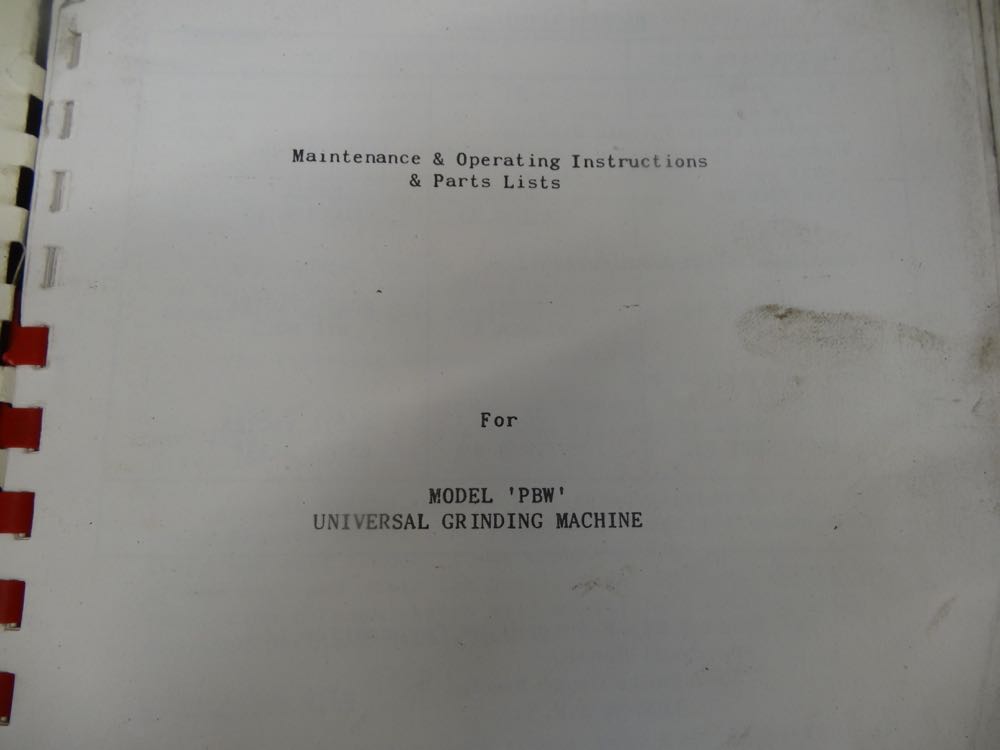 Maintenance & Operating Instructions
& Parts Lists
For
MODEL 'PBW'
UNIVERSAL GRINDING MACHINE